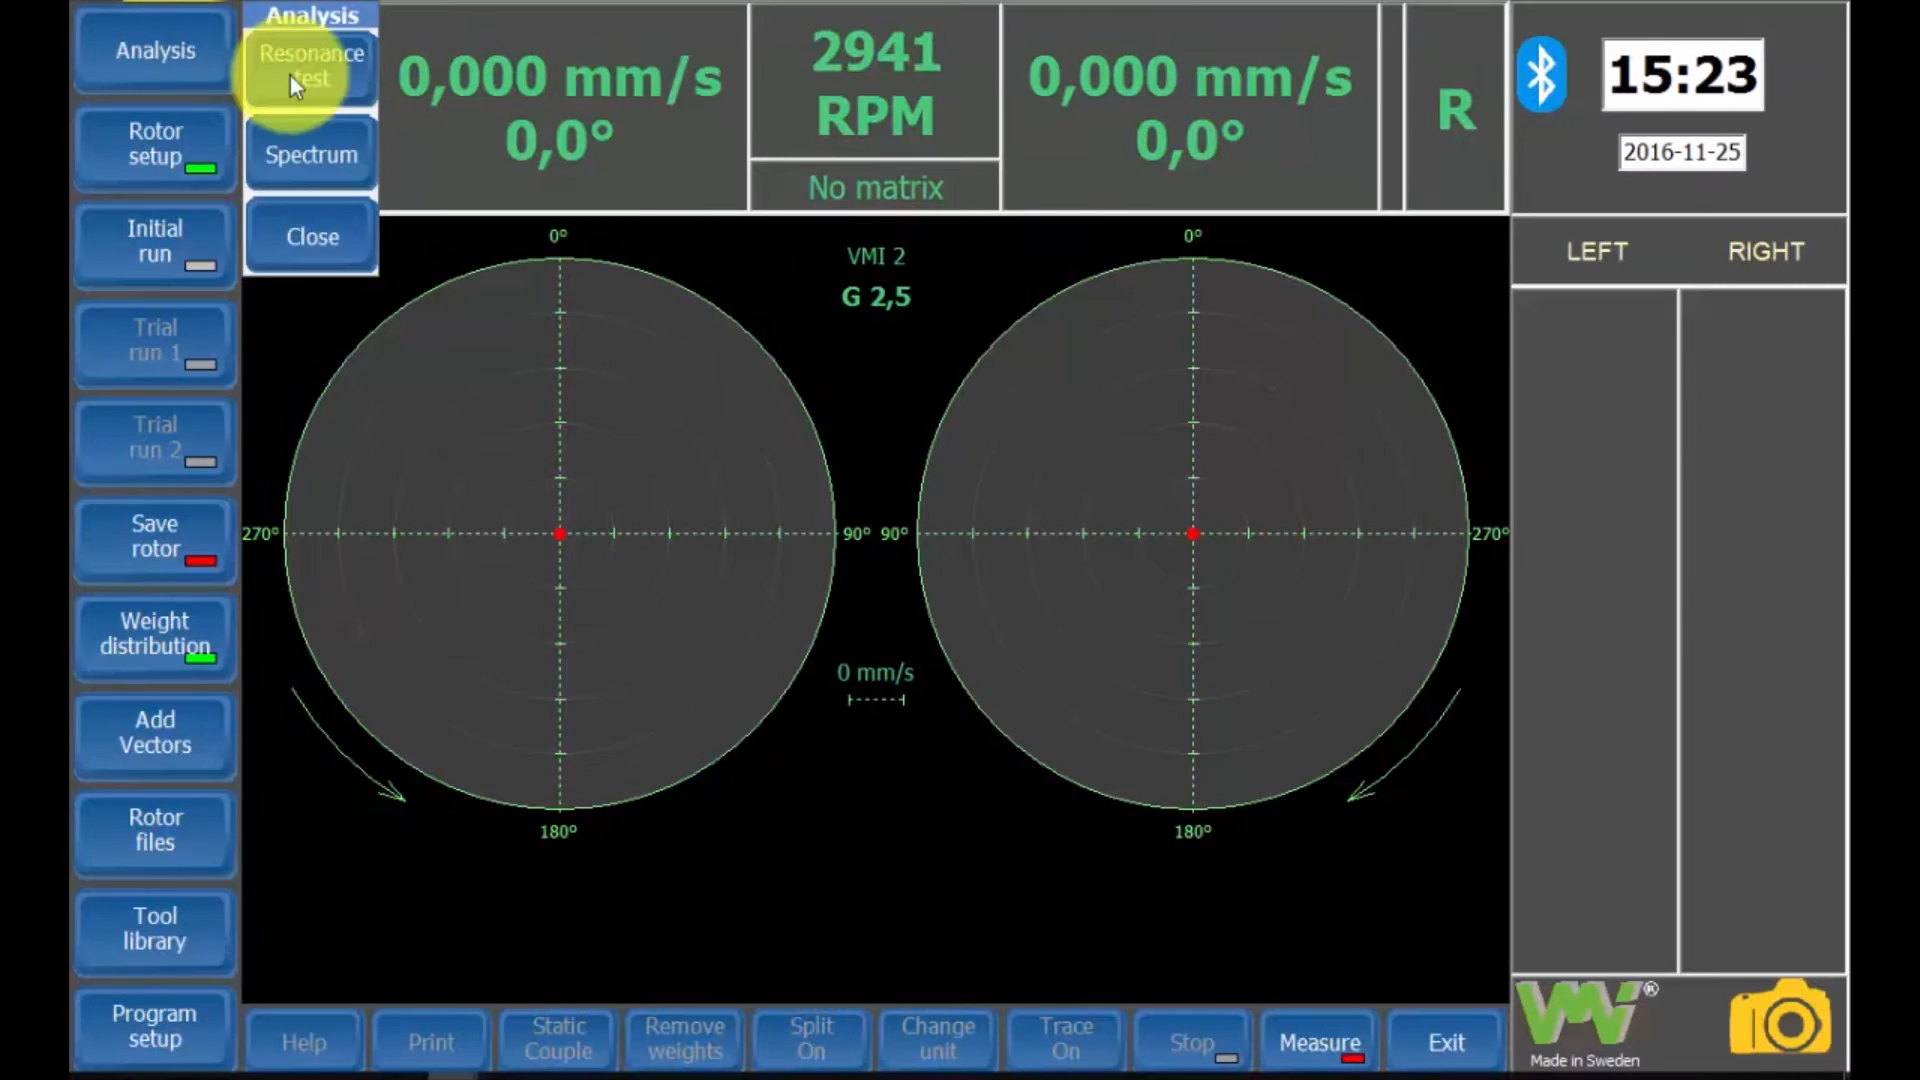 Analysis
Rotor
setup
Initial
run
Trial
run 1
Trial
run 2
Save
rotor
Weight
distribution
Add
Vectors
Rotor
files
Tool
library
Program
setup
Analysis
Resonance
test
Spectrum
Close
0,000 mm/s
0,0°
2941
RPM
No matrix
0,000 mm/s
0,0°
R
15:23
2016-11-25
LEFT
RIGHT
0°
270°
90°
180°
VMI 2
G 2,5
0 mm/s
0°
90°
270°
180°
Help
Print
Static
Couple
Remove
weights
Split
On
Change
unit
Trace
On
Stop
Measure
Exit
VMI®
Made in Sweden